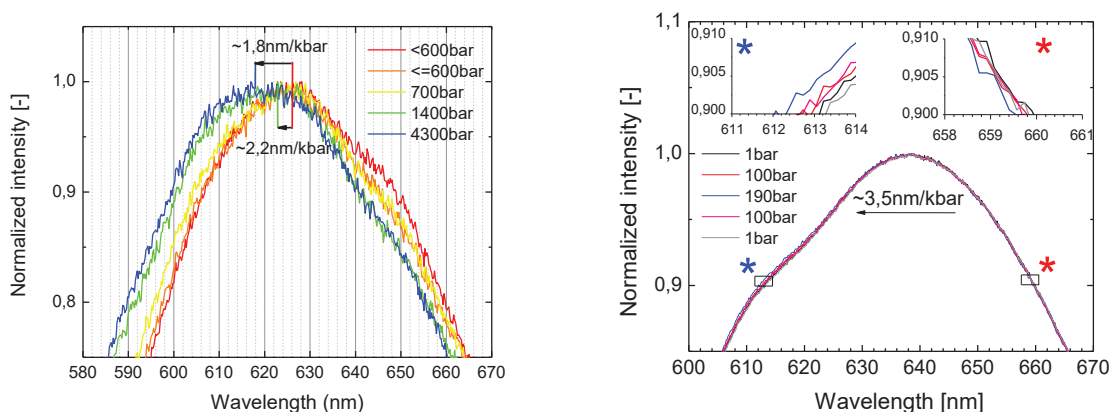 ~1,8nm/kbar
<600bar
<=600bar
700bar
1400bar
4300bar
~2,2nm/kbar
1,0
0,9
0,8
Normalized intensity [-]
580 590 600 610 620 630 640 650 660 670
Wavelength (nm)
1,1
1,0
0,9
Normalized intensity [-]
*
0,910
0,905
0,900
611 612 613 614
*
0,910
0,905
0,900
658 659 660 661
1bar
100bar
190bar
100bar
1bar
~3,5nm/kbar
*
*
600 610 620 630 640 650 660 670
Wavelength [nm]